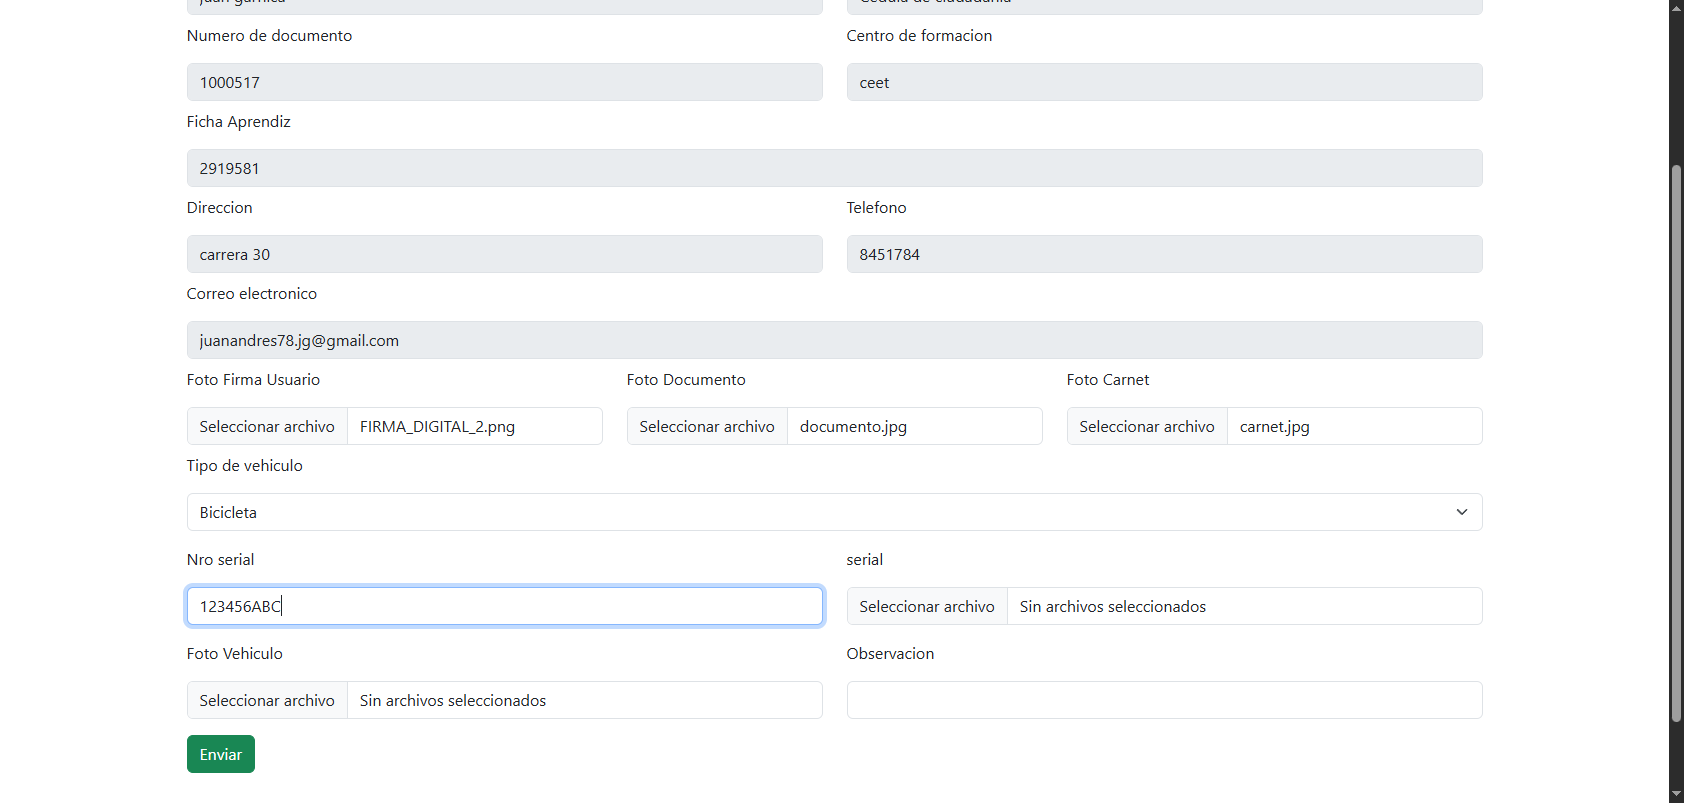 Numero de documento
Centro de formacion
1000517
ceet
Ficha Aprendiz
2919581
Direccion
Telefono
carrera 30
8451784
Correo electronico
juanandres78.jg@gmail.com
Foto Firma Usuario
Foto Documento
Foto Carnet
Seleccionar archivo FIRMA_DIGITAL_2.png
Seleccionar archivo documento.jpg
Seleccionar archivo carnet.jpg
Tipo de vehiculo
Bicicleta
Nro serial
serial
123456ABC
Seleccionar archivo Sin archivos seleccionados
Foto Vehiculo
Observacion
Seleccionar archivo Sin archivos seleccionados
Enviar